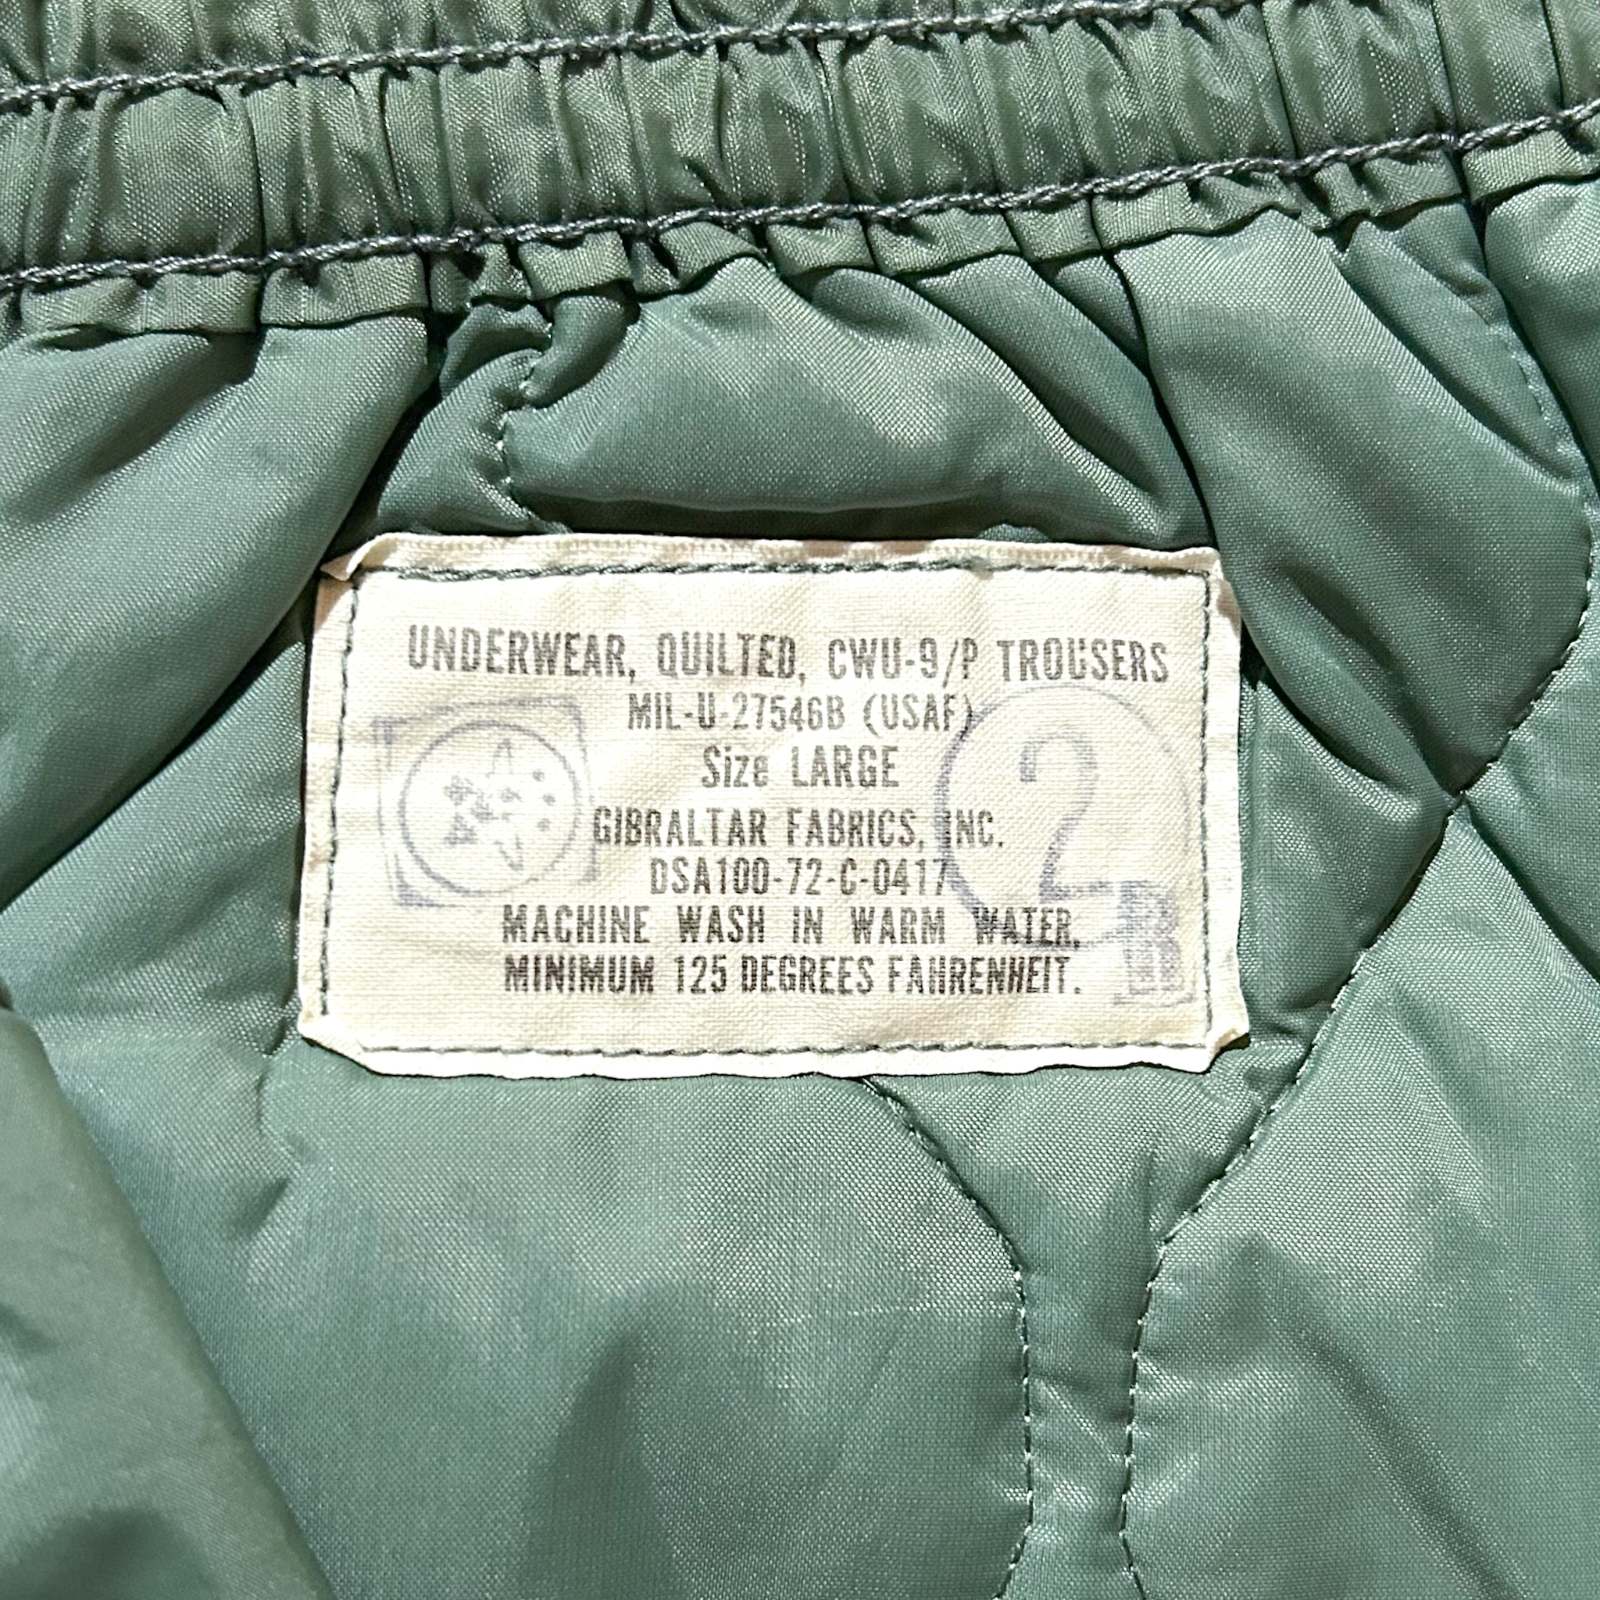 UNDERWEAR, QUILTED, CWU-9/P TROUSERS
MIL-U-27546B (USAF)
Size LARGE
GIBRALTAR FABRICS, INC.
DSA100-72-C-0417
MACHINE WASH IN WARM WATER,
MINIMUM 125 DEGREES FAHRENHEIT.
2